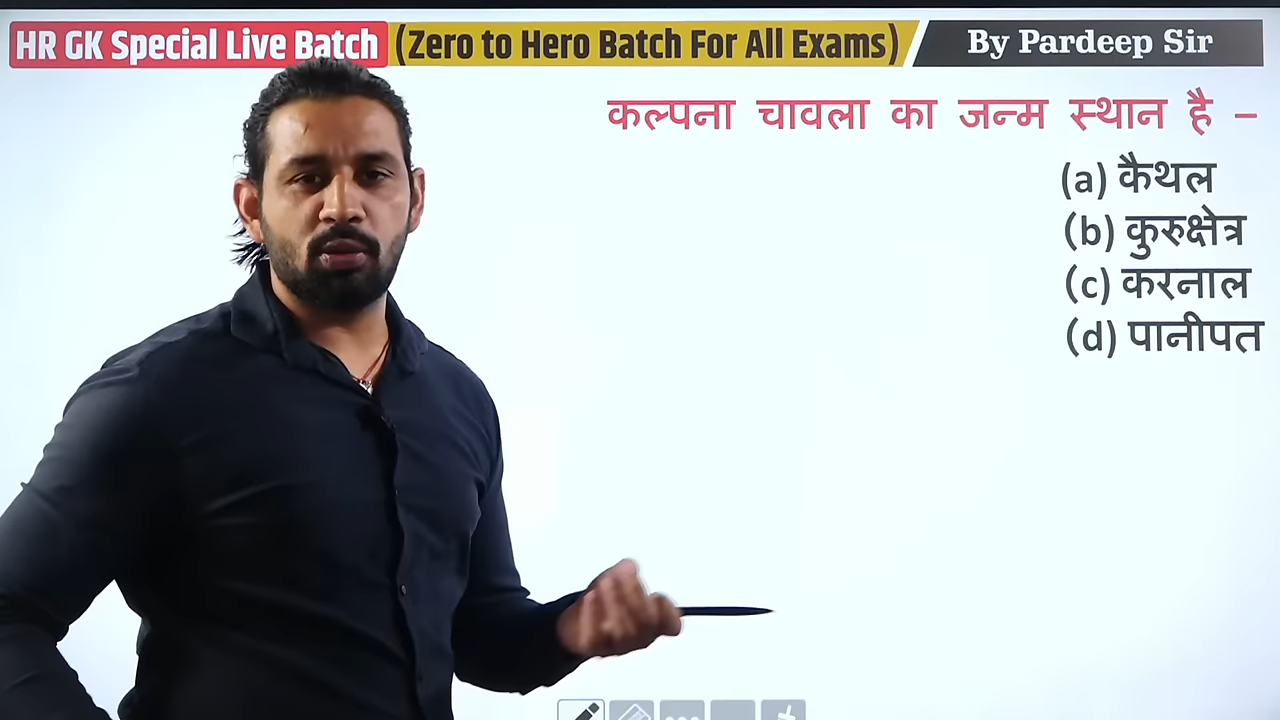 HR GK Special Live Batch (Zero to Hero Batch For All Exams) By Pardeep Sir
कल्पना चावला का जन्म स्थान है –
(a) कैथल
(b) कुरुक्षेत्र
(c) करनाल
(d) पानीपत